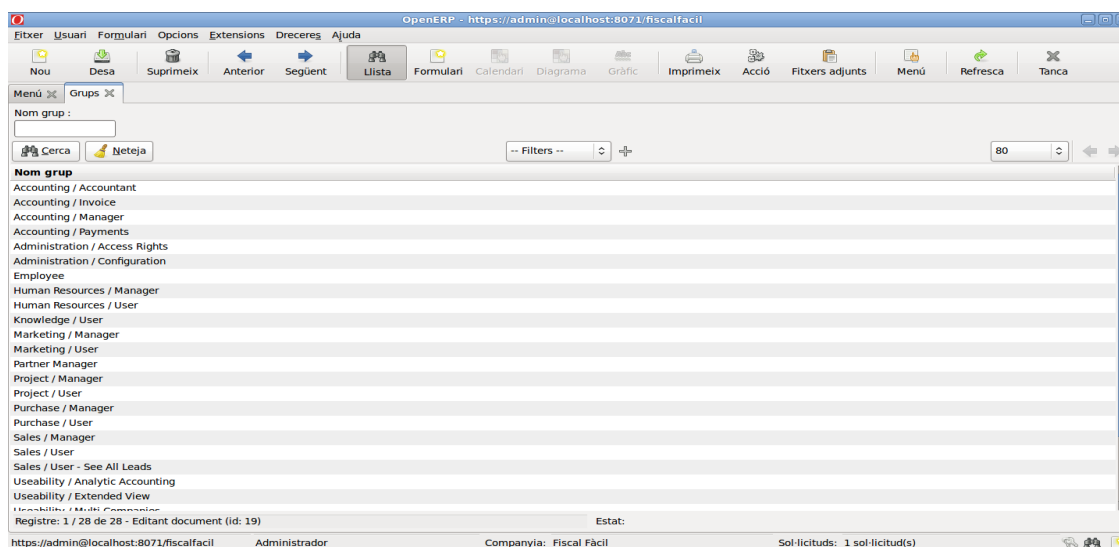 OpenERP - https://admin@localhost:8071/fiscalfacil
Fitxer Usuari Formulari Opcions Extensions Dreceres Ajuda
Nou Desa Suprimeix Anterior Següent Llista Formulari Calendari Diagrama Gràfic Imprimeix Acció Fitxers adjunts Menú Refresca Tanca
Menú Grups
Nom grup :
Cerca Neteja -- Filters -- 80
Nom grup
Accounting / Accountant
Accounting / Invoice
Accounting / Manager
Accounting / Payments
Administration / Access Rights
Administration / Configuration
Employee
Human Resources / Manager
Human Resources / User
Knowledge / User
Marketing / Manager
Marketing / User
Partner Manager
Project / Manager
Project / User
Purchase / Manager
Purchase / User
Sales / Manager
Sales / User
Sales / User - See All Leads
Useability / Analytic Accounting
Useability / Extended View
Useability / Multi Companies
Registre: 1 / 28 de 28 - Editant document (id: 19) Estat:
https://admin@localhost:8071/fiscalfacil Administrador Companyia: Fiscal Fàcil Sol·licituds: 1 sol·licitud(s)